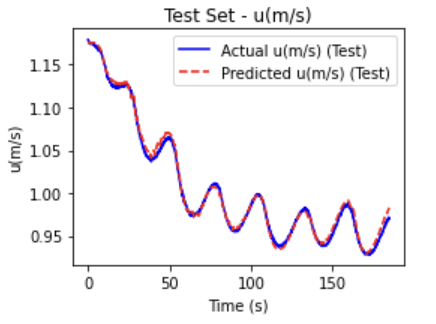 Test Set - u(m/s)
Actual u(m/s) (Test)
Predicted u(m/s) (Test)
1.15
1.10
1.05
1.00
0.95
u(m/s)
0 50 100 150
Time (s)